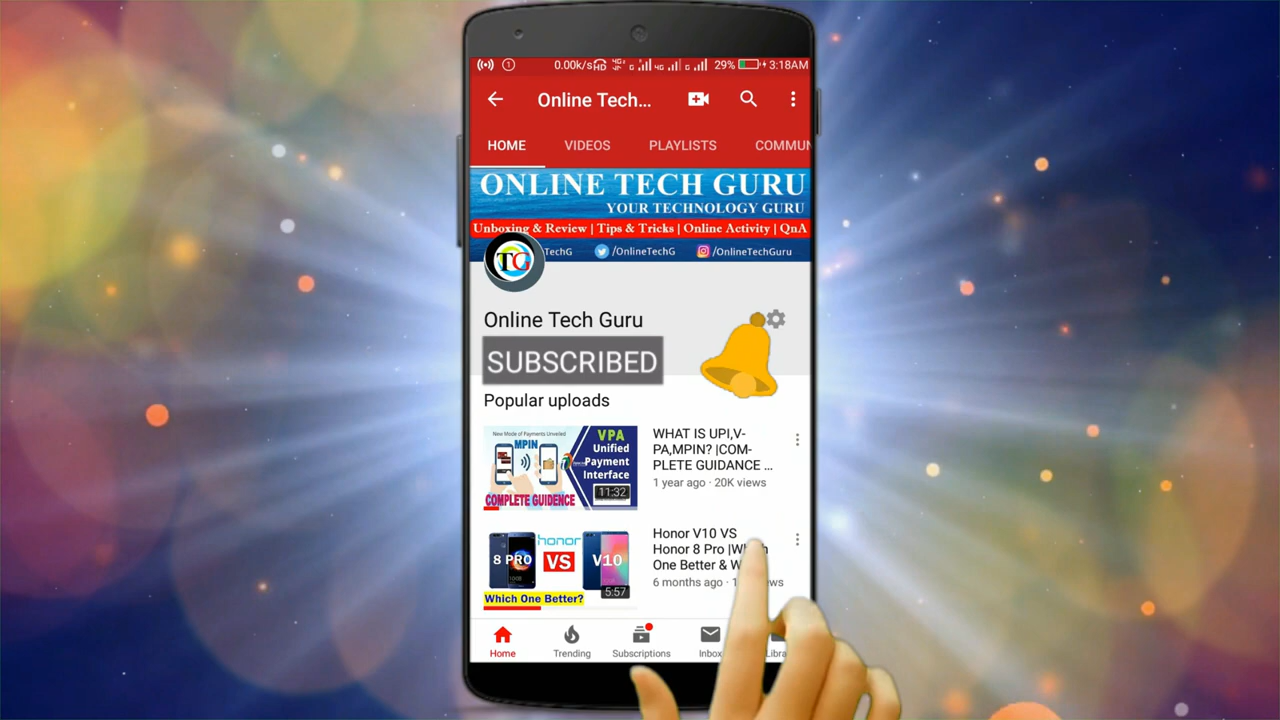 0.00k/s 29% 3:18AM
Online Tech...
HOME VIDEOS PLAYLISTS COMMUN
ONLINE TECH GURU
YOUR TECHNOLOGY GURU
Unboxing & Review | Tips & Tricks | Online Activity | QnA
TechG /OnlineTechG /OnlineTechGuru
TG
Online Tech Guru
SUBSCRIBED
Popular uploads
New Mode of Payments Unveiled
MPIN
VPA
Unified
Payment
Interface
11:32
COMPLETE GUIDENCE
WHAT IS UPI,V-
PA,MPIN? |COM-
PLETE GUIDANCE ...
1 year ago · 20K views
8 PRO
honor
VS
V10
5:57
Which One Better?
Honor V10 VS
Honor 8 Pro |Which
One Better & W
6 months ago · 1
Home Trending Subscriptions Inbox